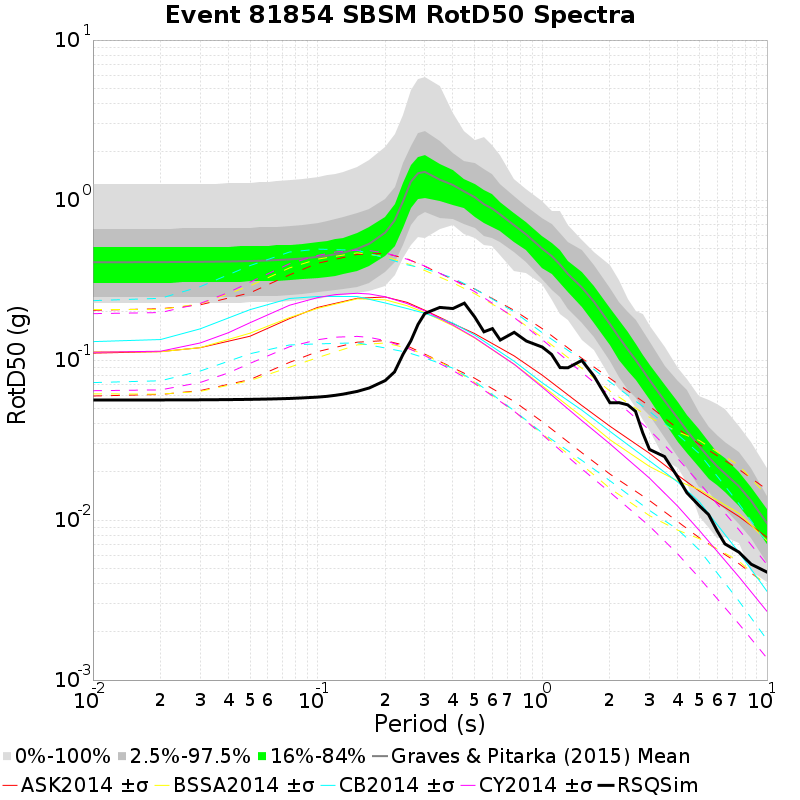 Event 81854 SBSM RotD50 Spectra
RotD50 (g)
10^1
10^0
10^-1
10^-2
10^-3
10^-2 2 3 4 5 6 10^-1 2 3 4 5 6 7 10^0 2 3 4 5 6 7 10^1
Period (s)
0%-100% 2.5%-97.5% 16%-84% Graves & Pitarka (2015) Mean
ASK2014 ±σ BSSA2014 ±σ CB2014 ±σ CY2014 ±σ RSQSim